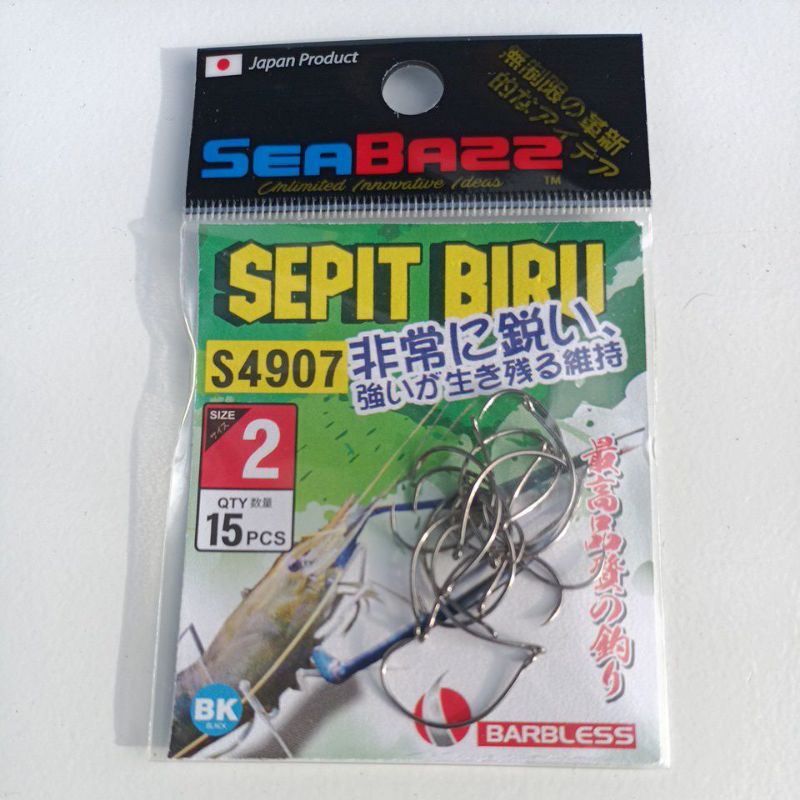 Japan Product
無制限の革新
的なアイデア
SEABAZZ
Unlimited Innovative Ideas ™
SEPIT BIRU
S4907
非常に鋭い、
強いが生き残る維持
SIZE
サイズ
2
QTY 数量
15 PCS
最高品質の釣り
BK
BLACK
BARBLESS